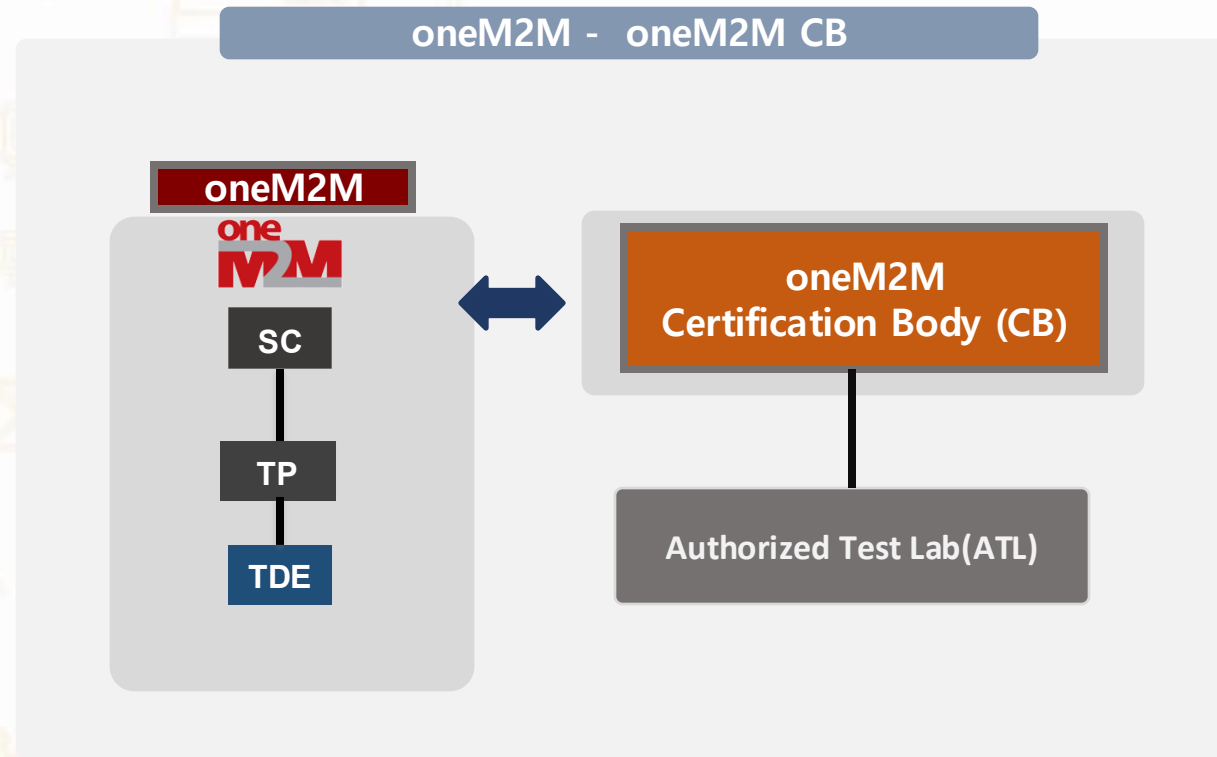 oneM2M - oneM2M CB
oneM2M
one
M2M
SC
TP
TDE
oneM2M
Certification Body (CB)
Authorized Test Lab(ATL)